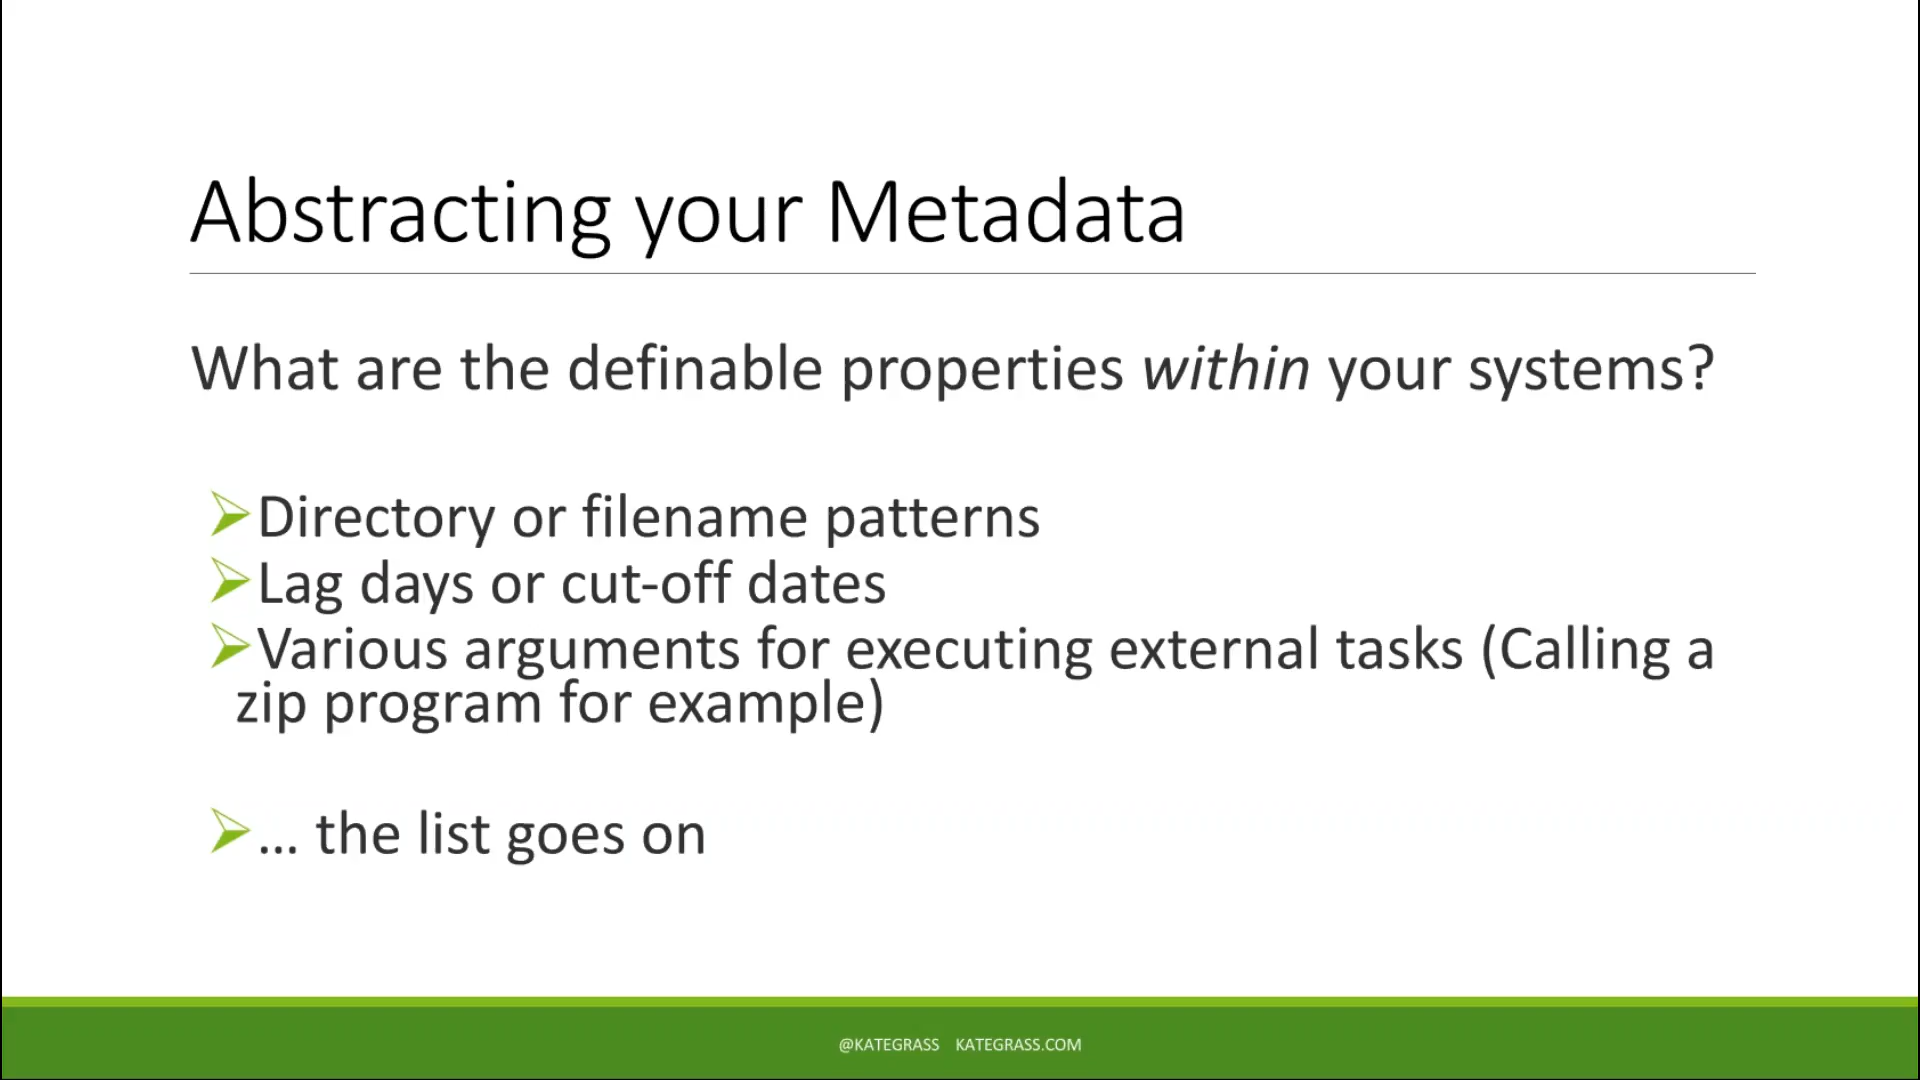 Abstracting your Metadata
What are the definable properties within your systems?
➢Directory or filename patterns
➢Lag days or cut-off dates
➢Various arguments for executing external tasks (Calling a
zip program for example)
➢… the list goes on
@KATEGRASS KATEGRASS.COM